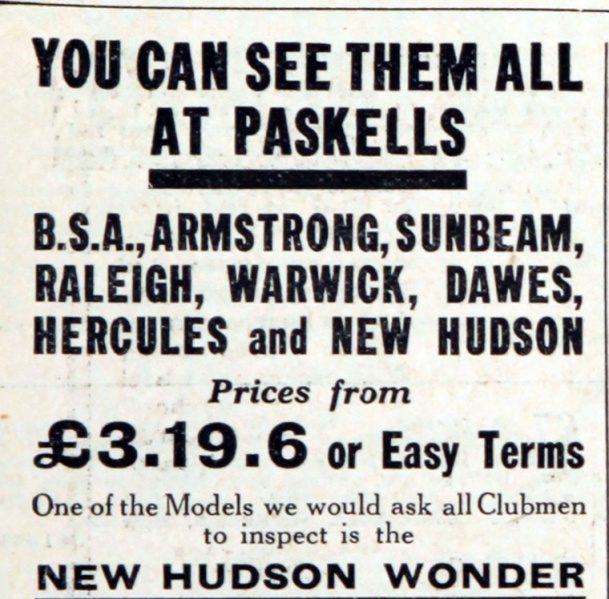 YOU CAN SEE THEM ALL
AT PASKELLS
B.S.A., ARMSTRONG, SUNBEAM,
RALEIGH, WARWICK, DAWES,
HERCULES and NEW HUDSON
Prices from
£3.19.6 or Easy Terms
One of the Models we would ask all Clubmen
to inspect is the
NEW HUDSON WONDER